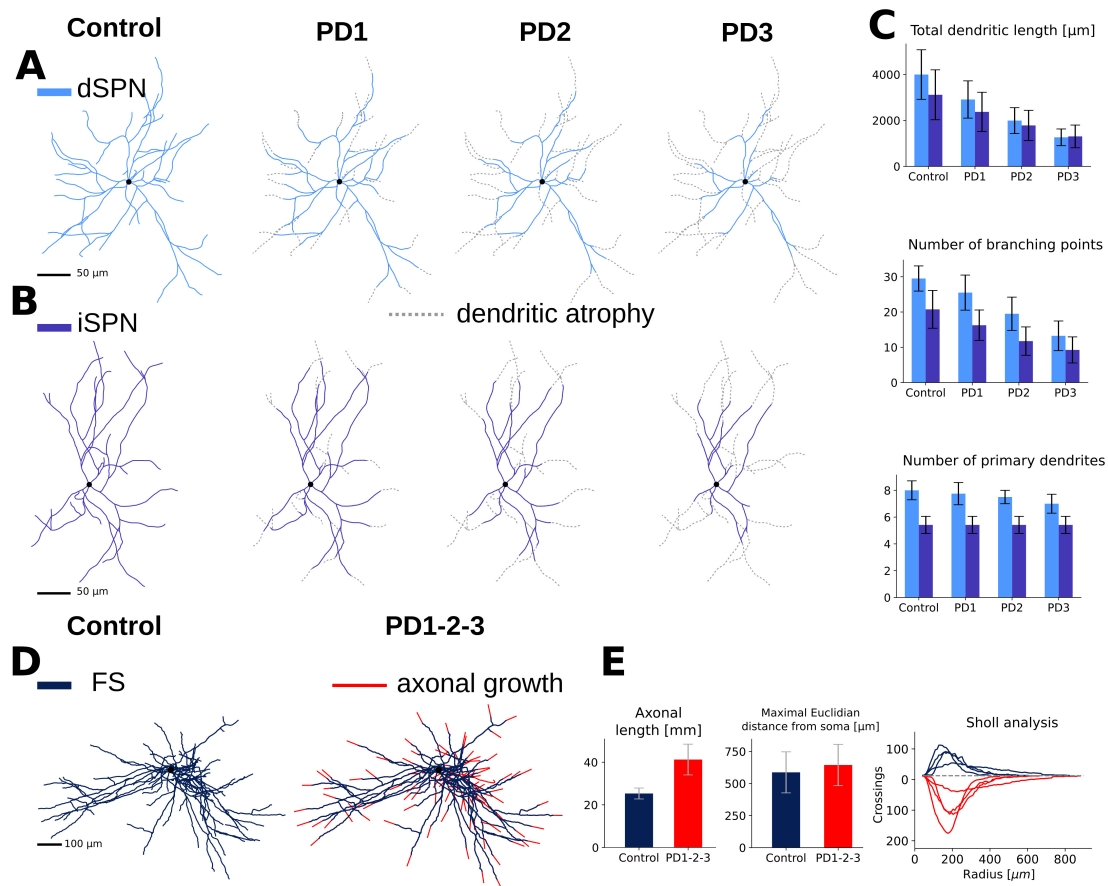 Control
PD1
PD2
PD3
A
dSPN
50 µm
B
iSPN
dendritic atrophy
50 µm
C
Total dendritic length [µm]
4000
2000
0
Control PD1 PD2 PD3
Number of branching points
30
20
10
0
Control PD1 PD2 PD3
Number of primary dendrites
8
6
4
2
0
Control PD1 PD2 PD3
Control
PD1-2-3
D
FS
axonal growth
100 µm
E
Axonal
length [mm]
40
20
0
Control PD1-2-3
Maximal Euclidian
distance from soma [µm]
750
500
250
0
Control PD1-2-3
Sholl analysis
Crossings
100
0
100
200
0 200 400 600 800
Radius [µm]